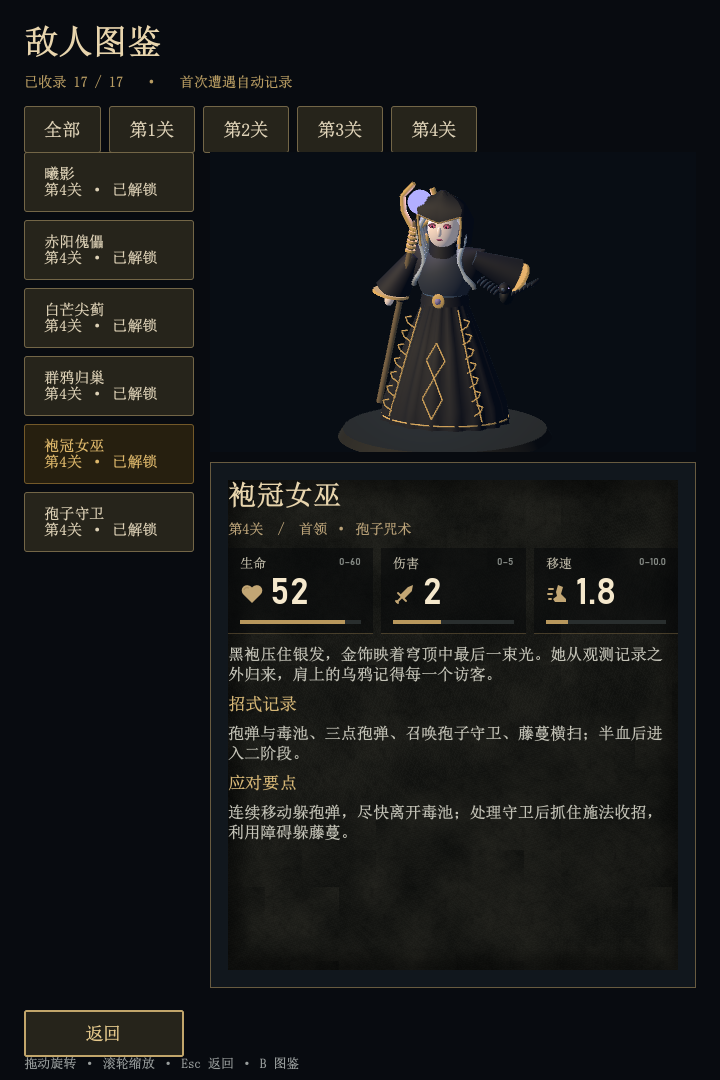 敌人图鉴
已收录 17 / 17 • 首次遭遇自动记录
全部
第1关
第2关
第3关
第4关
曦影
第4关 • 已解锁
赤阳傀儡
第4关 • 已解锁
白芒尖蓟
第4关 • 已解锁
群鸦归巢
第4关 • 已解锁
袍冠女巫
第4关 • 已解锁
孢子守卫
第4关 • 已解锁
袍冠女巫
第4关 / 首领 • 孢子咒术
生命 0–60
52
伤害 0–5
2
移速 0–10.0
1.8
黑袍压住银发，金饰映着穹顶中最后一束光。她从观测记录之
外归来，肩上的乌鸦记得每一个访客。
招式记录
孢弹与毒池、三点孢弹、召唤孢子守卫、藤蔓横扫；半血后进
入二阶段。
应对要点
连续移动躲孢弹，尽快离开毒池；处理守卫后抓住施法收招，
利用障碍躲藤蔓。
返回
拖动旋转 • 滚轮缩放 • Esc 返回 • B 图鉴